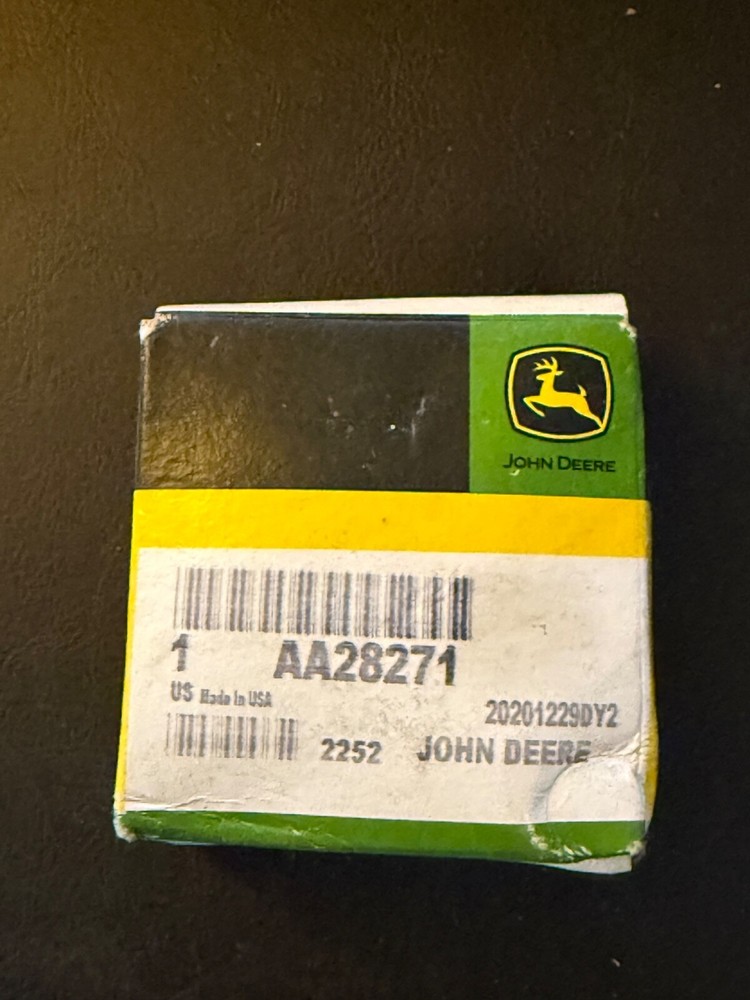 JOHN DEERE
1 AA28271
US Made In USA
20201229DY2
2252 JOHN DEERE